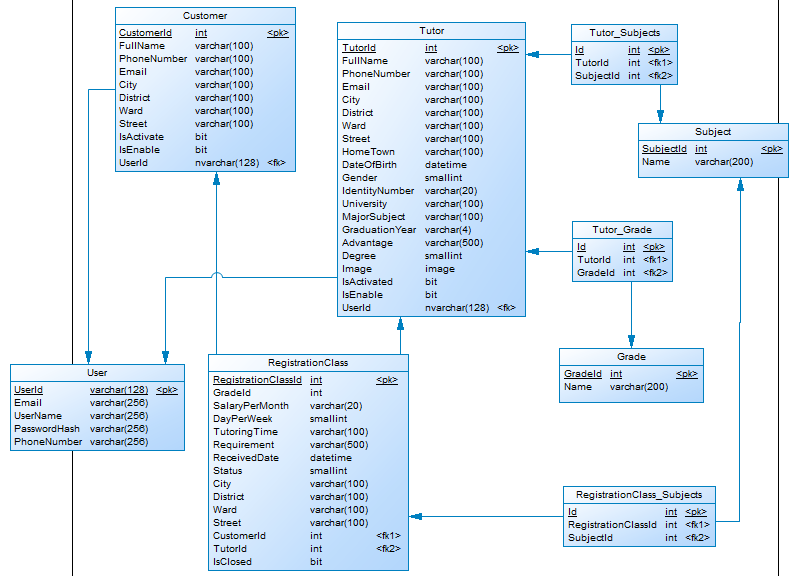 Customer
CustomerId int <pk>
FullName varchar(100)
PhoneNumber varchar(100)
Email varchar(100)
City varchar(100)
District varchar(100)
Ward varchar(100)
Street varchar(100)
IsActivate bit
IsEnable bit
UserId nvarchar(128) <fk>
Tutor
TutorId int <pk>
FullName varchar(100)
PhoneNumber varchar(100)
Email varchar(100)
City varchar(100)
District varchar(100)
Ward varchar(100)
Street varchar(100)
HomeTown varchar(100)
DateOfBirth datetime
Gender smallint
IdentityNumber varchar(20)
University varchar(100)
MajorSubject varchar(100)
GraduationYear varchar(4)
Advantage varchar(500)
Degree smallint
Image image
IsActivated bit
IsEnable bit
UserId nvarchar(128) <fk>
Tutor_Subjects
Id int <pk>
TutorId int <fk1>
SubjectId int <fk2>
Subject
SubjectId int <pk>
Name varchar(200)
Tutor_Grade
Id int <pk>
TutorId int <fk1>
GradeId int <fk2>
Grade
GradeId int <pk>
Name varchar(200)
User
UserId varchar(128) <pk>
Email varchar(256)
UserName varchar(256)
PasswordHash varchar(256)
PhoneNumber varchar(256)
RegistrationClass
RegistrationClassId int <pk>
GradeId int
SalaryPerMonth varchar(20)
DayPerWeek smallint
TutoringTime varchar(100)
Requirement varchar(500)
ReceivedDate datetime
Status smallint
City varchar(100)
District varchar(100)
Ward varchar(100)
Street varchar(100)
CustomerId int <fk1>
TutorId int <fk2>
IsClosed bit
RegistrationClass_Subjects
Id int <pk>
RegistrationClassId int <fk1>
SubjectId int <fk2>